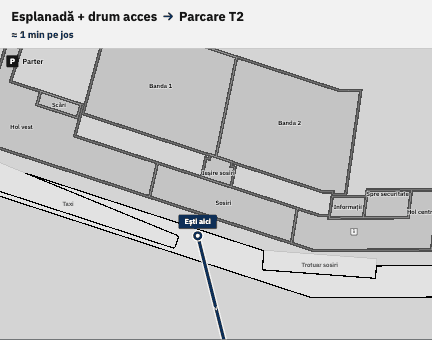 Esplanadă + drum acces → Parcare T2
≈ 1 min pe jos
P Parter
Banda 1
Scări
Banda 2
Hol vest
Ieșire sosiri
Spre securitate
Taxi
Sosiri
Informații
Hol centr
Ești aici
i
Trotuar sosiri